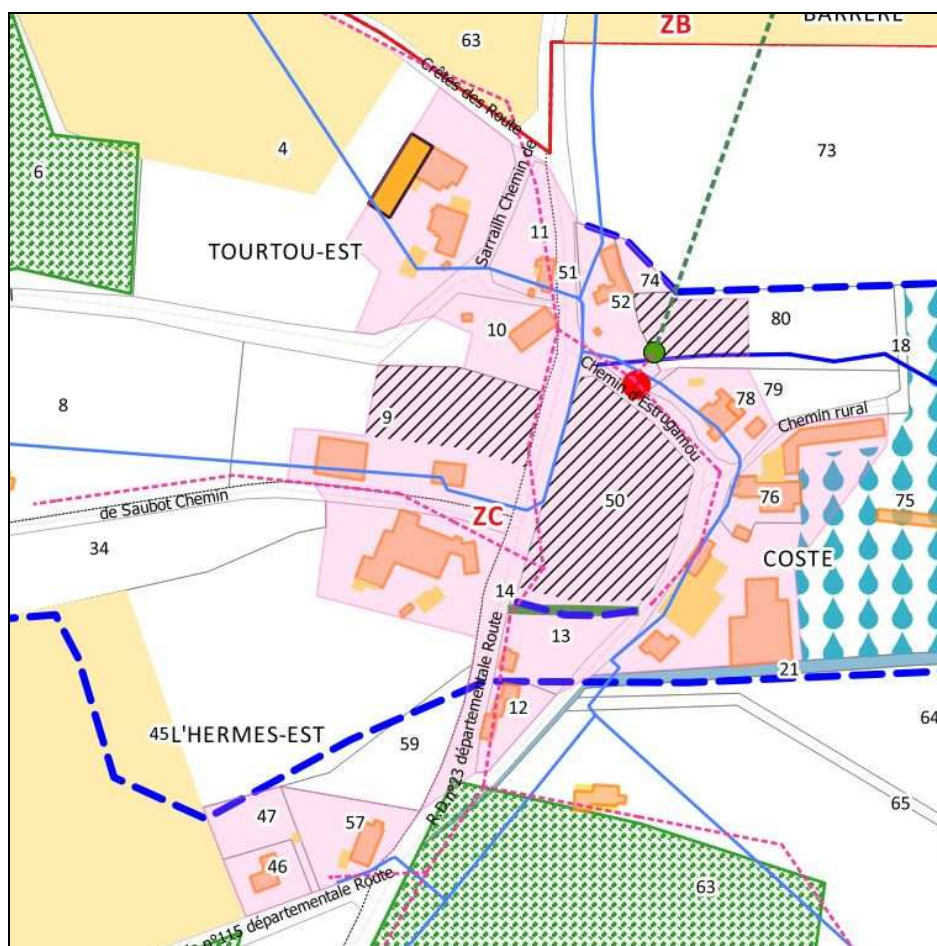 BARRERE
ZB
63
Crêtes des Route
4
73
6
Sarrailh Chemin de
11
TOURTOU-EST
51
74
52
80
10
18
Chemin d'Estrugamou
79
78
8
9
Chemin rural
50
76
75
de Saubot Chemin
ZC
34
COSTE
14
13
21
R.D.n°23 départementale Route
12
45
L'HERMES-EST
59
64
65
47
57
46
63
n°115 départementale Route